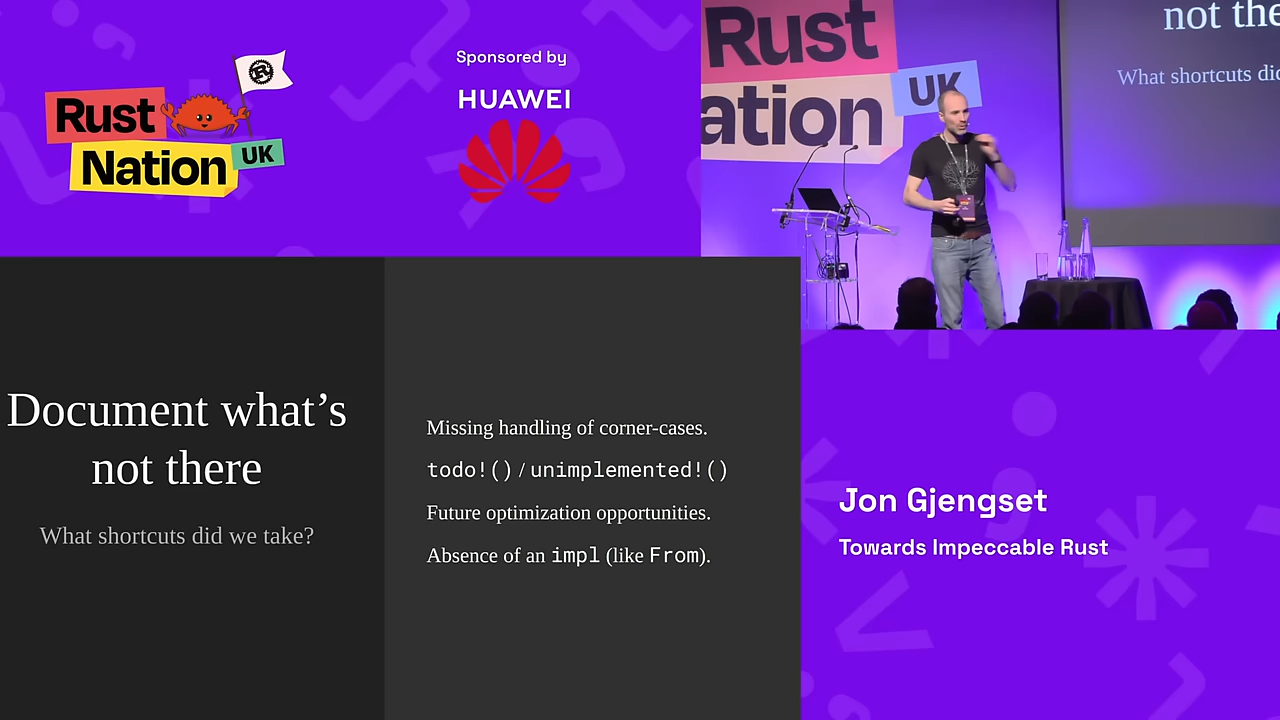 Rust
Nation
UK
Sponsored by
HUAWEI
Rust
ation
UK
not the
What shortcuts did
Document what’s
not there
What shortcuts did we take?
Missing handling of corner-cases.
todo!() / unimplemented!()
Future optimization opportunities.
Absence of an impl (like From).
Jon Gjengset
Towards Impeccable Rust